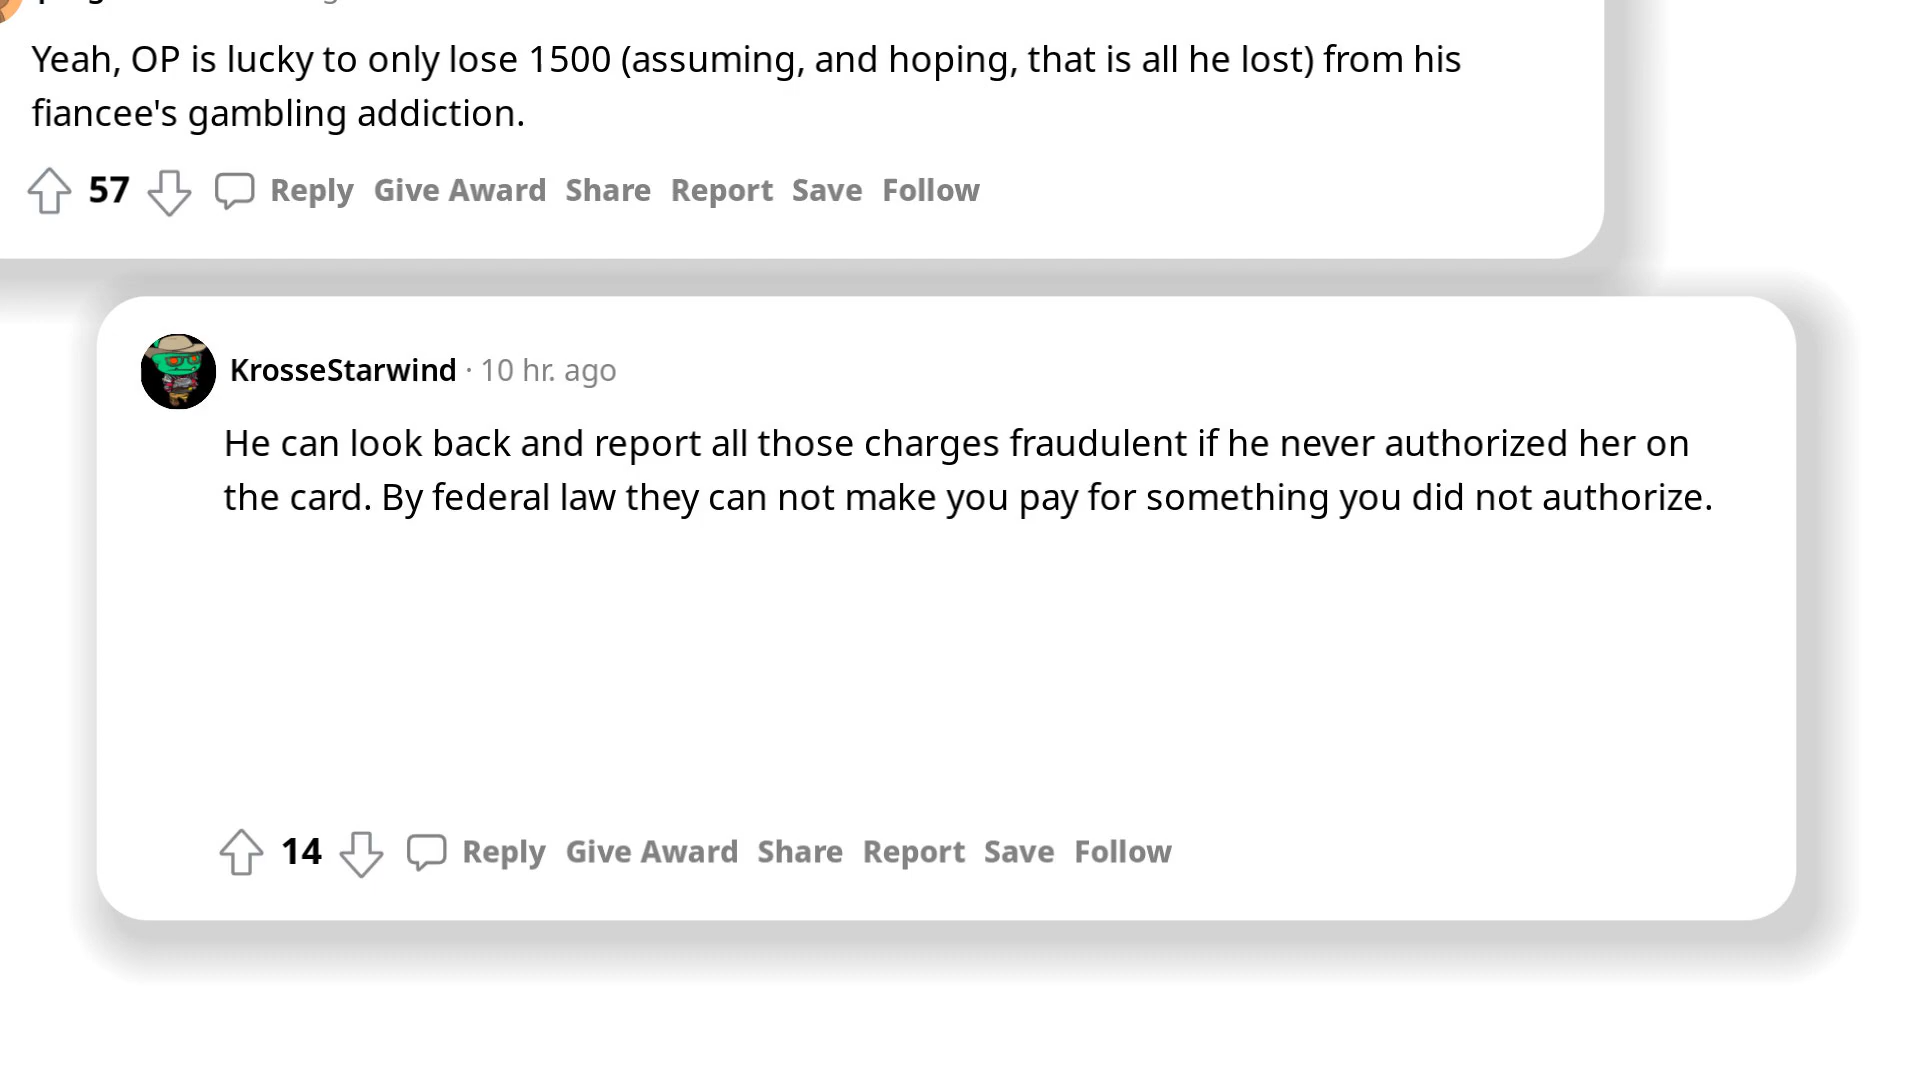 Yeah, OP is lucky to only lose 1500 (assuming, and hoping, that is all he lost) from his
fiancee's gambling addiction.
57 Reply Give Award Share Report Save Follow
KrosseStarwind · 10 hr. ago
He can look back and report all those charges fraudulent if he never authorized her on
the card. By federal law they can not make you pay for something you did not authorize.
14 Reply Give Award Share Report Save Follow